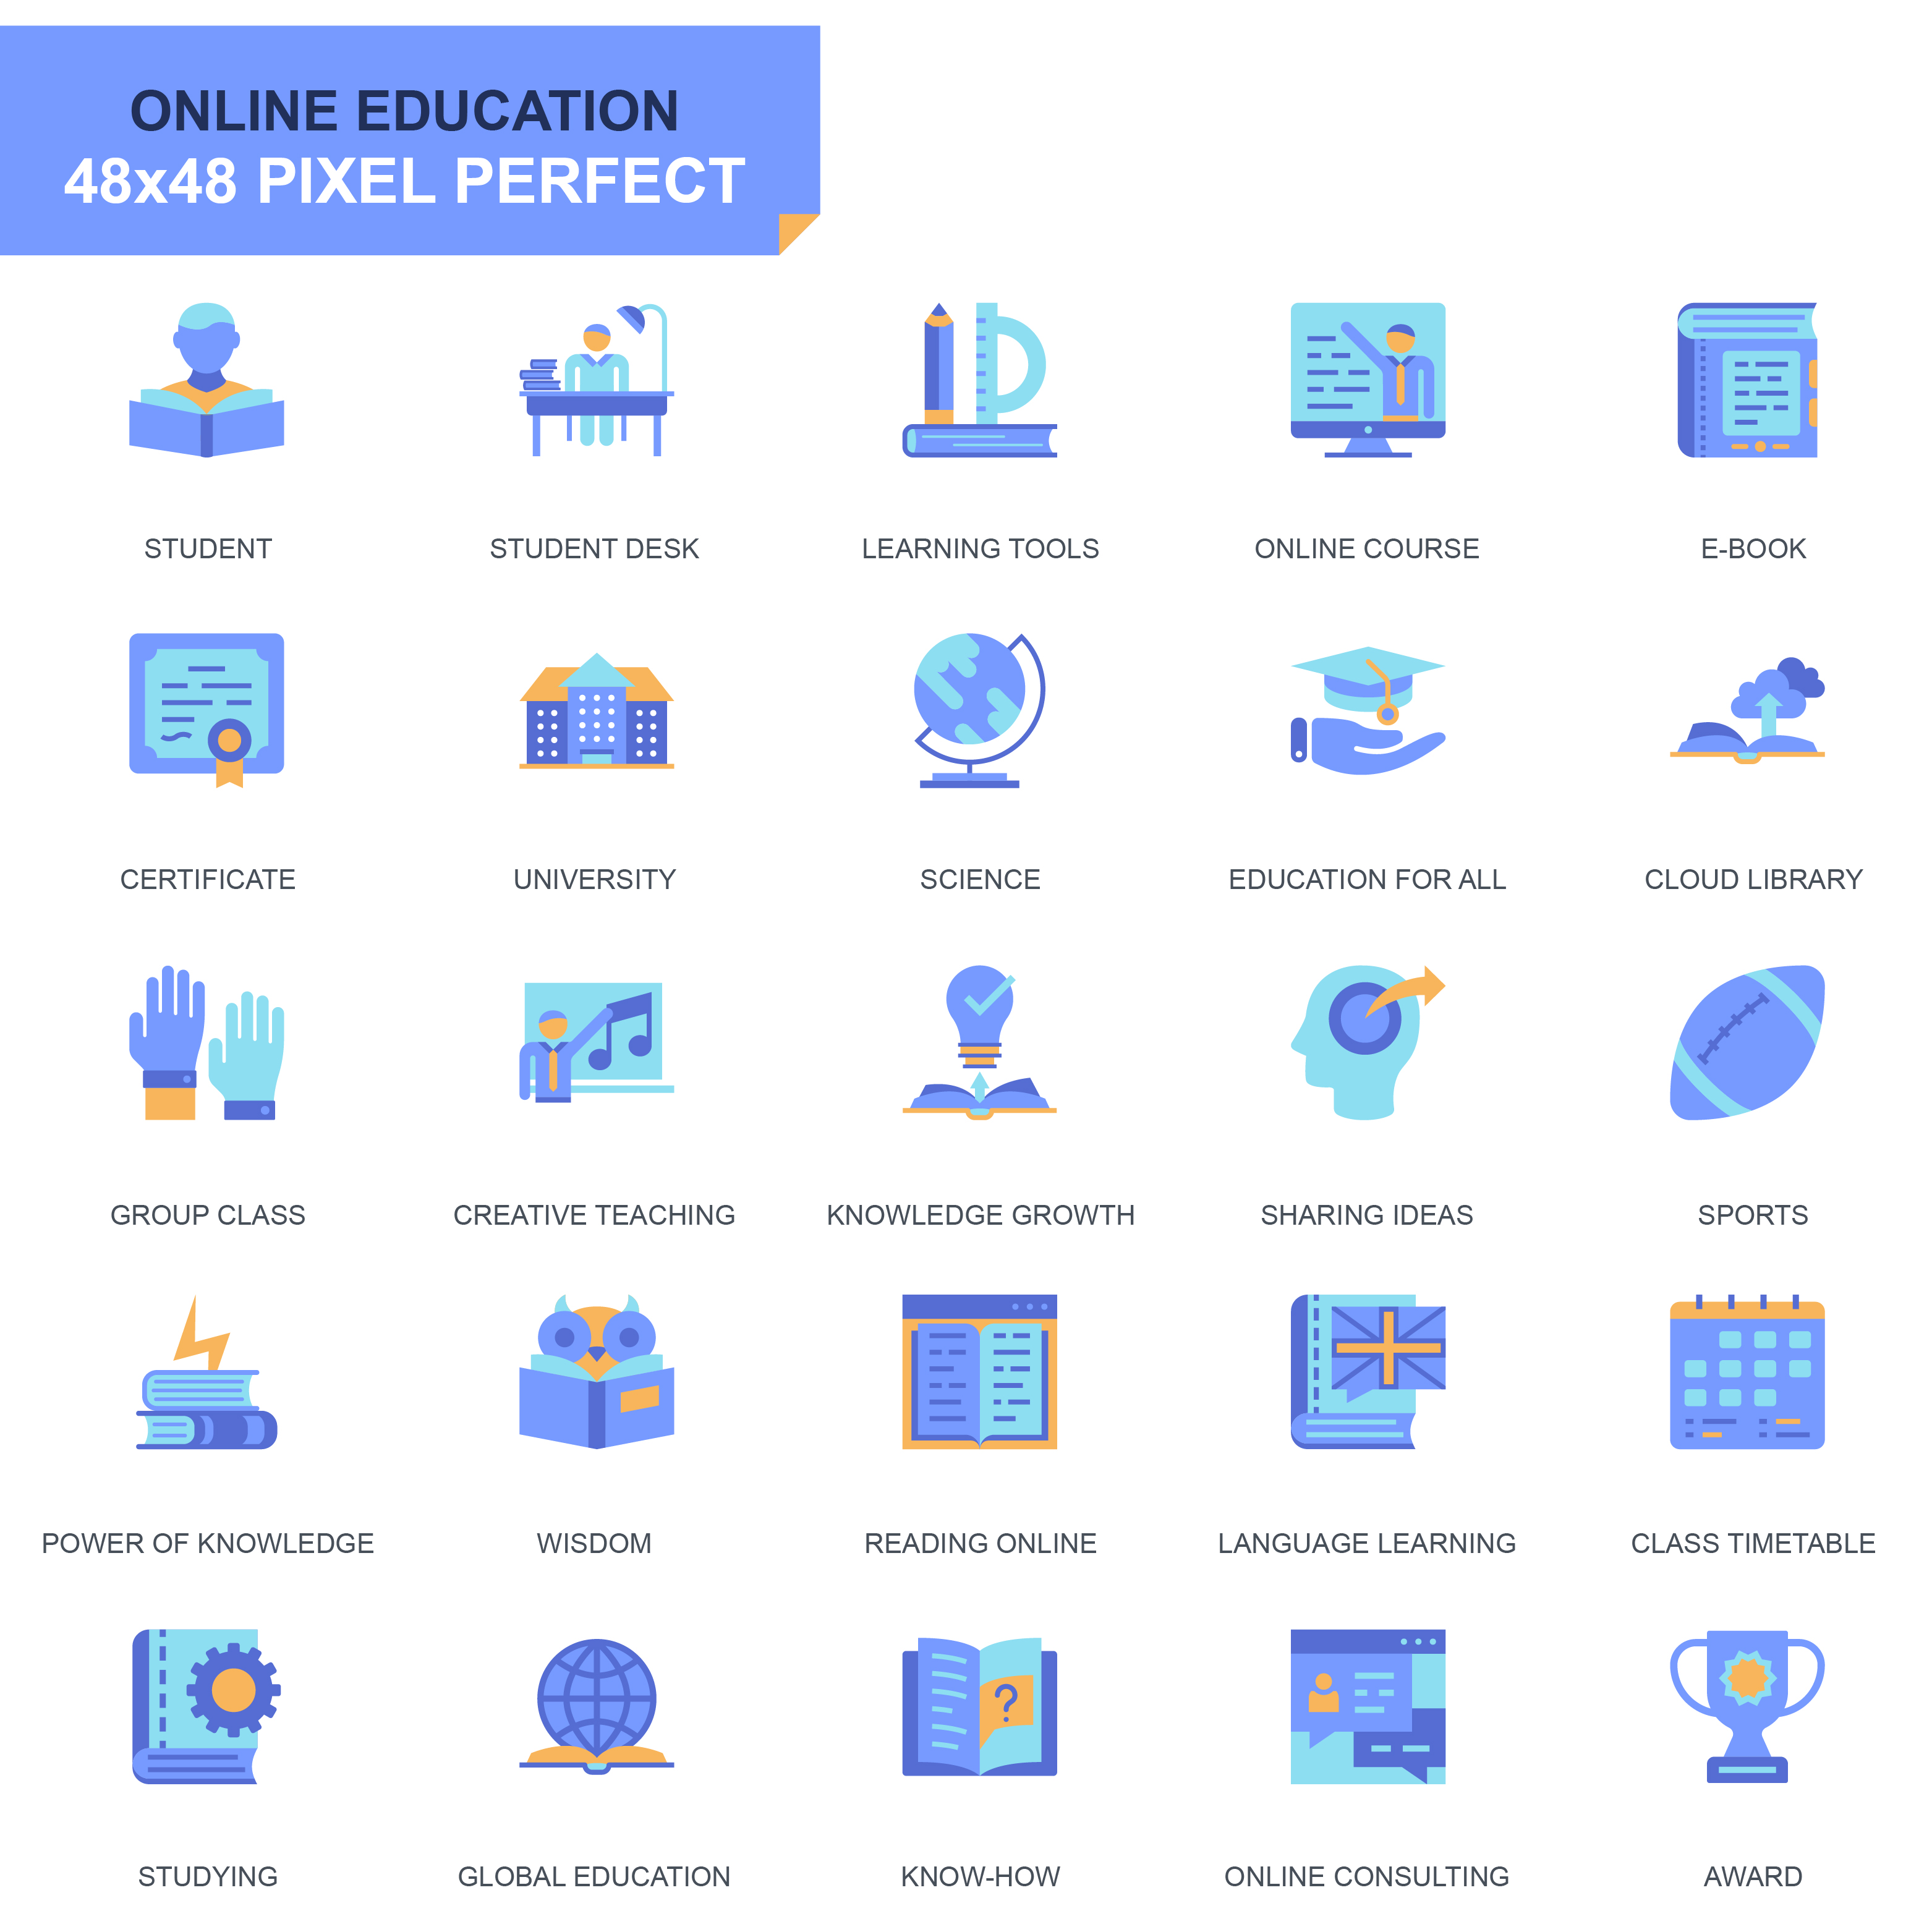 ONLINE EDUCATION
48x48 PIXEL PERFECT
STUDENT
STUDENT DESK
LEARNING TOOLS
ONLINE COURSE
E-BOOK
CERTIFICATE
UNIVERSITY
SCIENCE
EDUCATION FOR ALL
CLOUD LIBRARY
GROUP CLASS
CREATIVE TEACHING
KNOWLEDGE GROWTH
SHARING IDEAS
SPORTS
POWER OF KNOWLEDGE
WISDOM
READING ONLINE
LANGUAGE LEARNING
CLASS TIMETABLE
?
STUDYING
GLOBAL EDUCATION
KNOW-HOW
ONLINE CONSULTING
AWARD